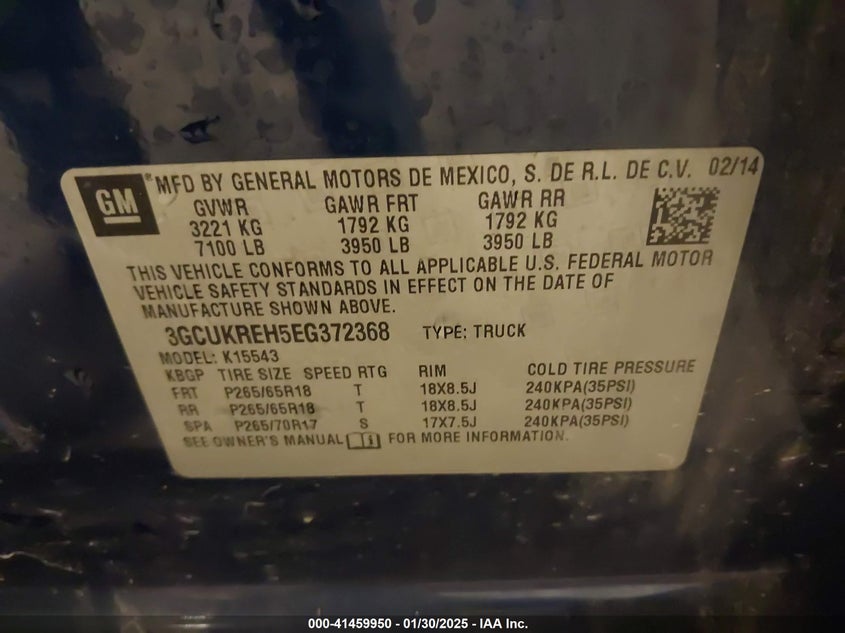 GM ® MFD BY GENERAL MOTORS DE MEXICO, S. DE R.L. DE C.V. 02/14
GVWR GAWR FRT GAWR RR
3221 KG 1792 KG 1792 KG
7100 LB 3950 LB 3950 LB
THIS VEHICLE CONFORMS TO ALL APPLICABLE U.S. FEDERAL MOTOR
VEHICLE SAFETY STANDARDS IN EFFECT ON THE DATE OF
MANUFACTURE SHOWN ABOVE.
3GCUKREH5EG372368 TYPE: TRUCK
MODEL: K15543
KBGP TIRE SIZE SPEED RTG RIM COLD TIRE PRESSURE
FRT P265/65R18 T 18X8.5J 240KPA(35PSI)
RR P265/65R18 T 18X8.5J 240KPA(35PSI)
SPA P265/70R17 S 17X7.5J 240KPA(35PSI)
SEE OWNER'S MANUAL FOR MORE INFORMATION.
000-41459950 - 01/30/2025 - IAA Inc.